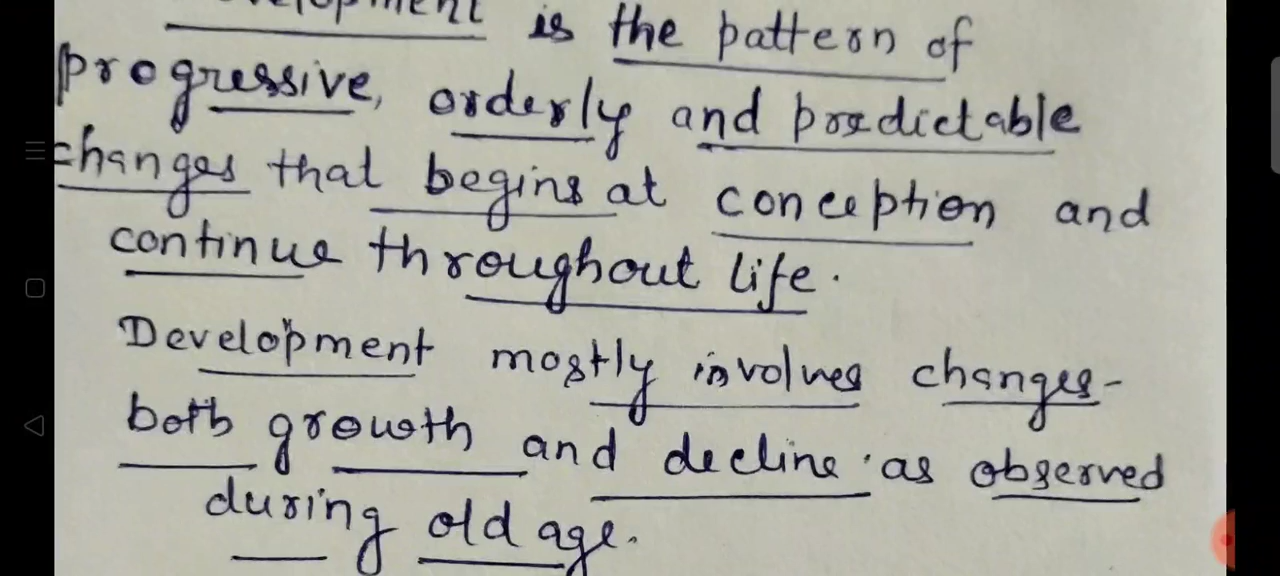 is the pattern of
progressive, orderly and predictable
changes that begins at conception and
continue throughout life.
Development mostly involves changes-
both growth and decline as observed
during old age.